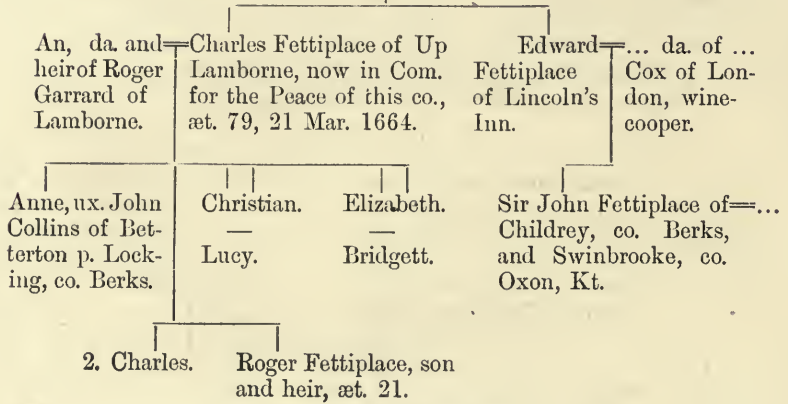 An, da. and
heir of Roger
Garrard of
Lamborne.
Charles Fettiplace of Up
Lamborne, now in Com.
for the Peace of this co.,
æt. 79, 21 Mar. 1664.
Edward
Fettiplace
of Lincoln's
Inn.
... da. of ...
Cox of Lon-
don, wine-
cooper.
Anne, ux. John
Collins of Bet-
terton p. Lock-
ing, co. Berks.
Christian.
—
Lucy.
Elizabeth.
—
Bridgett.
Sir John Fettiplace of
Childrey, co. Berks,
and Swinbrooke, co.
Oxon, Kt.
...
2. Charles.
Roger Fettiplace, son
and heir, æt. 21.